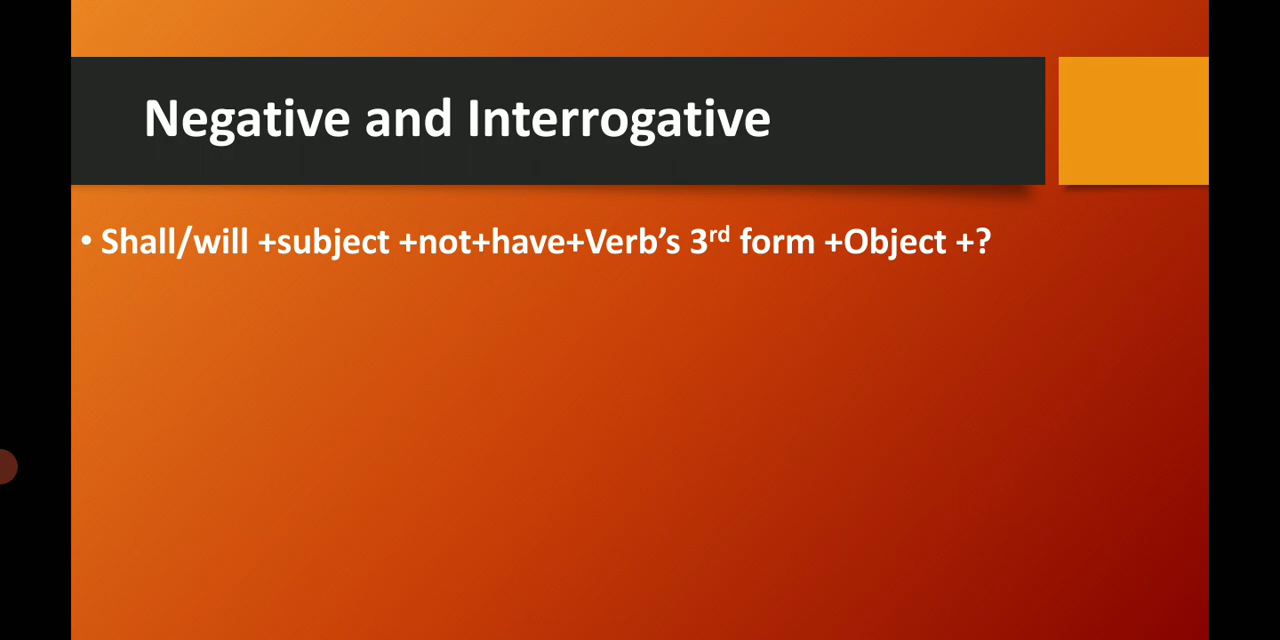 Negative and Interrogative
• Shall/will +subject +not+have+Verb’s 3rd form +Object +?